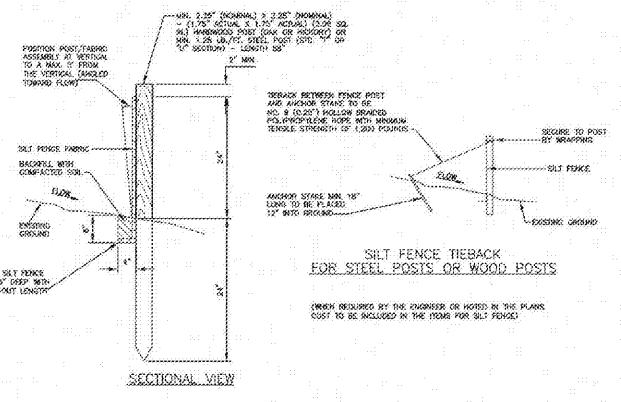 MIN. 2.25" (NOMINAL) X 2.25" (NOMINAL)
- (1.75" ACTUAL X 1.75" ACTUAL) (3.06 SQ.
IN.) HARDWOOD POST (OAK OR HICKORY) OR
MIN. 1.25 LB./FT. STEEL POST (STD. "T" OR
"U" SECTION) - LENGTH
POSITION POST/FABRIC
ASSEMBLY AT VERTICAL
TO A MAX. FROM
THE VERTICAL (ANGLED
TOWARD FLOW)
2" MIN.
24"
SILT FENCE FABRIC
BACKFILL WITH
COMPACTED SOIL
FLOW
EXISTING
GROUND
6"
4"
SILT FENCE
6" DEEP WITH
OUT LENGTH
24"
SECTIONAL VIEW
TIEBACK BETWEEN FENCE POST
AND ANCHOR STAKE TO BE
NO. 8 (0.25") HOLLOW BRAIDED
POLYPROPYLENE ROPE WITH MINIMUM
TENSILE STRENGTH OF 1,200 POUNDS
SECURE TO POST
BY WRAPPING
SILT FENCE
FLOW
ANCHOR STAKE MIN. 18"
LONG TO BE PLACED
12" INTO GROUND
EXISTING GROUND
SILT FENCE TIEBACK
FOR STEEL POSTS OR WOOD POSTS
(WHEN REQUIRED BY THE ENGINEER OR NOTED IN THE PLANS
COST TO BE INCLUDED IN THE ITEMS FOR SILT FENCE)